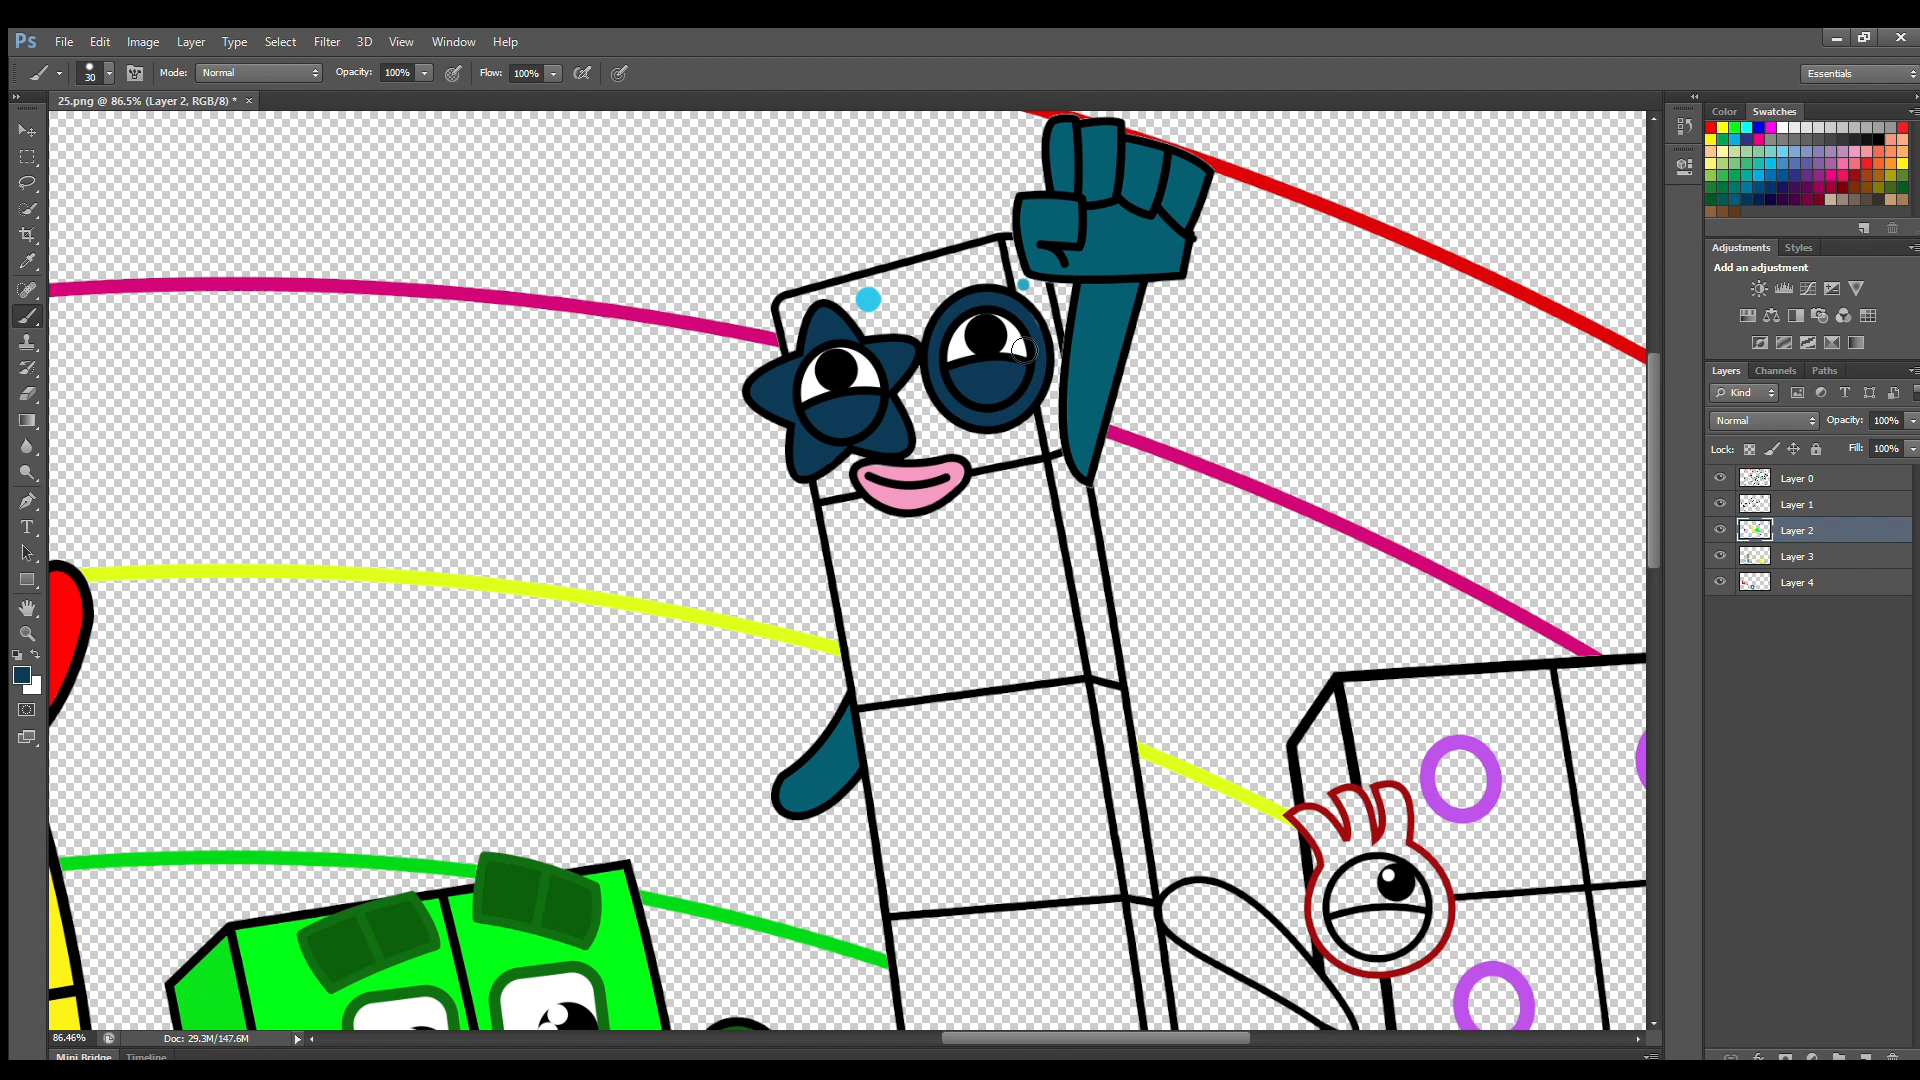 Ps File Edit Image Layer Type Select Filter 3D View Window Help
30 Mode: Normal Opacity: 100% Flow: 100% Essentials
25.png @ 86.5% (Layer 2, RGB/8) * ×
Color Swatches
Adjustments Styles
Add an adjustment
Layers Channels Paths
Kind
Normal Opacity: 100%
Lock: Fill: 100%
Layer 0
Layer 1
Layer 2
Layer 3
Layer 4
86.46% Doc: 29.3M/147.6M
Mini Bridge Timeline